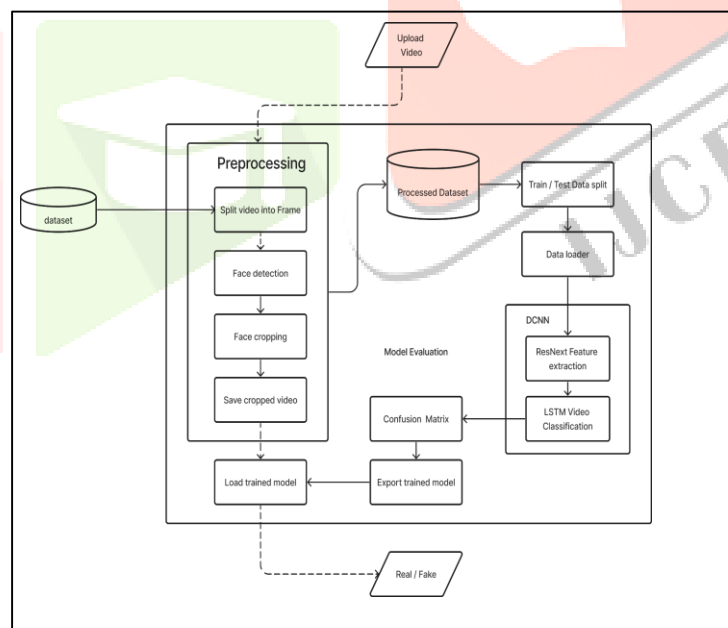 Upload
Video
Preprocessing
dataset
Split video into Frame
Face detection
Face cropping
Save cropped video
Load trained model
Processed Dataset
Train / Test Data split
Data loader
DCNN
ResNext Feature
extraction
LSTM Video
Classification
Model Evaluation
Confusion Matrix
Export trained model
Real / Fake
IJCR